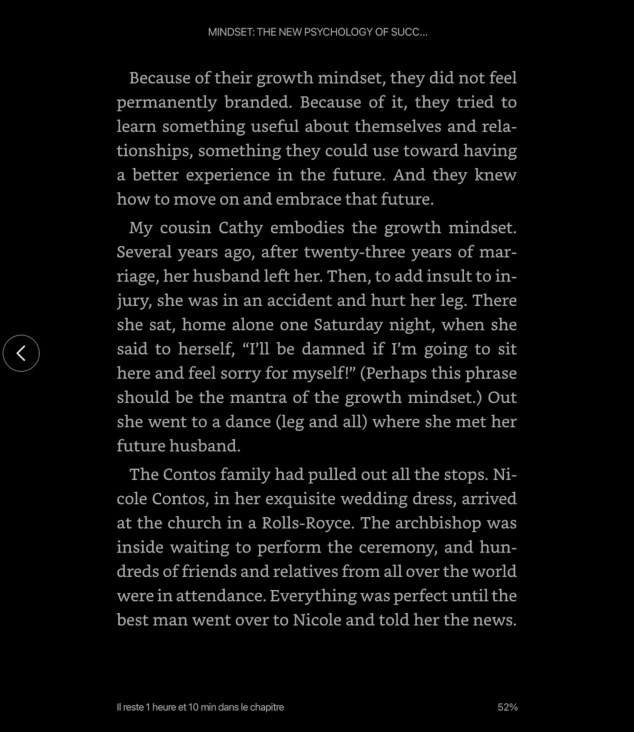 MINDSET: THE NEW PSYCHOLOGY OF SUCC...
Because of their growth mindset, they did not feel
permanently branded. Because of it, they tried to
learn something useful about themselves and rela-
tionships, something they could use toward having
a better experience in the future. And they knew
how to move on and embrace that future.
My cousin Cathy embodies the growth mindset.
Several years ago, after twenty-three years of mar-
riage, her husband left her. Then, to add insult to in-
jury, she was in an accident and hurt her leg. There
she sat, home alone one Saturday night, when she
said to herself, “I’ll be damned if I’m going to sit
here and feel sorry for myself!” (Perhaps this phrase
should be the mantra of the growth mindset.) Out
she went to a dance (leg and all) where she met her
future husband.
The Contos family had pulled out all the stops. Ni-
cole Contos, in her exquisite wedding dress, arrived
at the church in a Rolls-Royce. The archbishop was
inside waiting to perform the ceremony, and hun-
dreds of friends and relatives from all over the world
were in attendance. Everything was perfect until the
best man went over to Nicole and told her the news.
Il reste 1 heure et 10 min dans le chapitre
52%